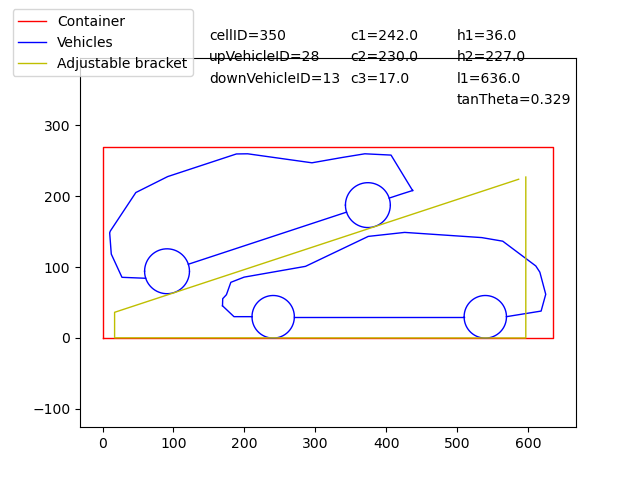 Container
Vehicles
Adjustable bracket
cellID=350 c1=242.0 h1=36.0
upVehicleID=28 c2=230.0 h2=227.0
downVehicleID=13 c3=17.0 l1=636.0
tanTheta=0.329
300
200
100
0
−100
0 100 200 300 400 500 600